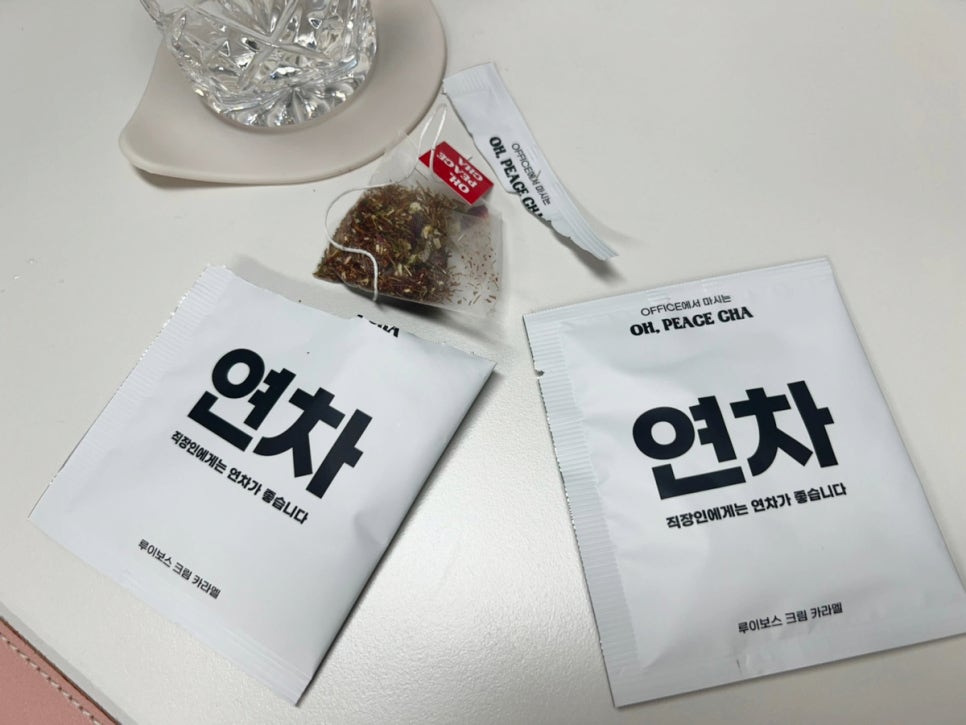 OFFICE에서 마시는
OH, PEACE CHA
OH,
PEACE
CHA
연차
직장인에게는 연차가 좋습니다
루이보스 크림 카라멜
OFFICE에서 마시는
OH, PEACE CHA
연차
직장인에게는 연차가 좋습니다
루이보스 크림 카라멜